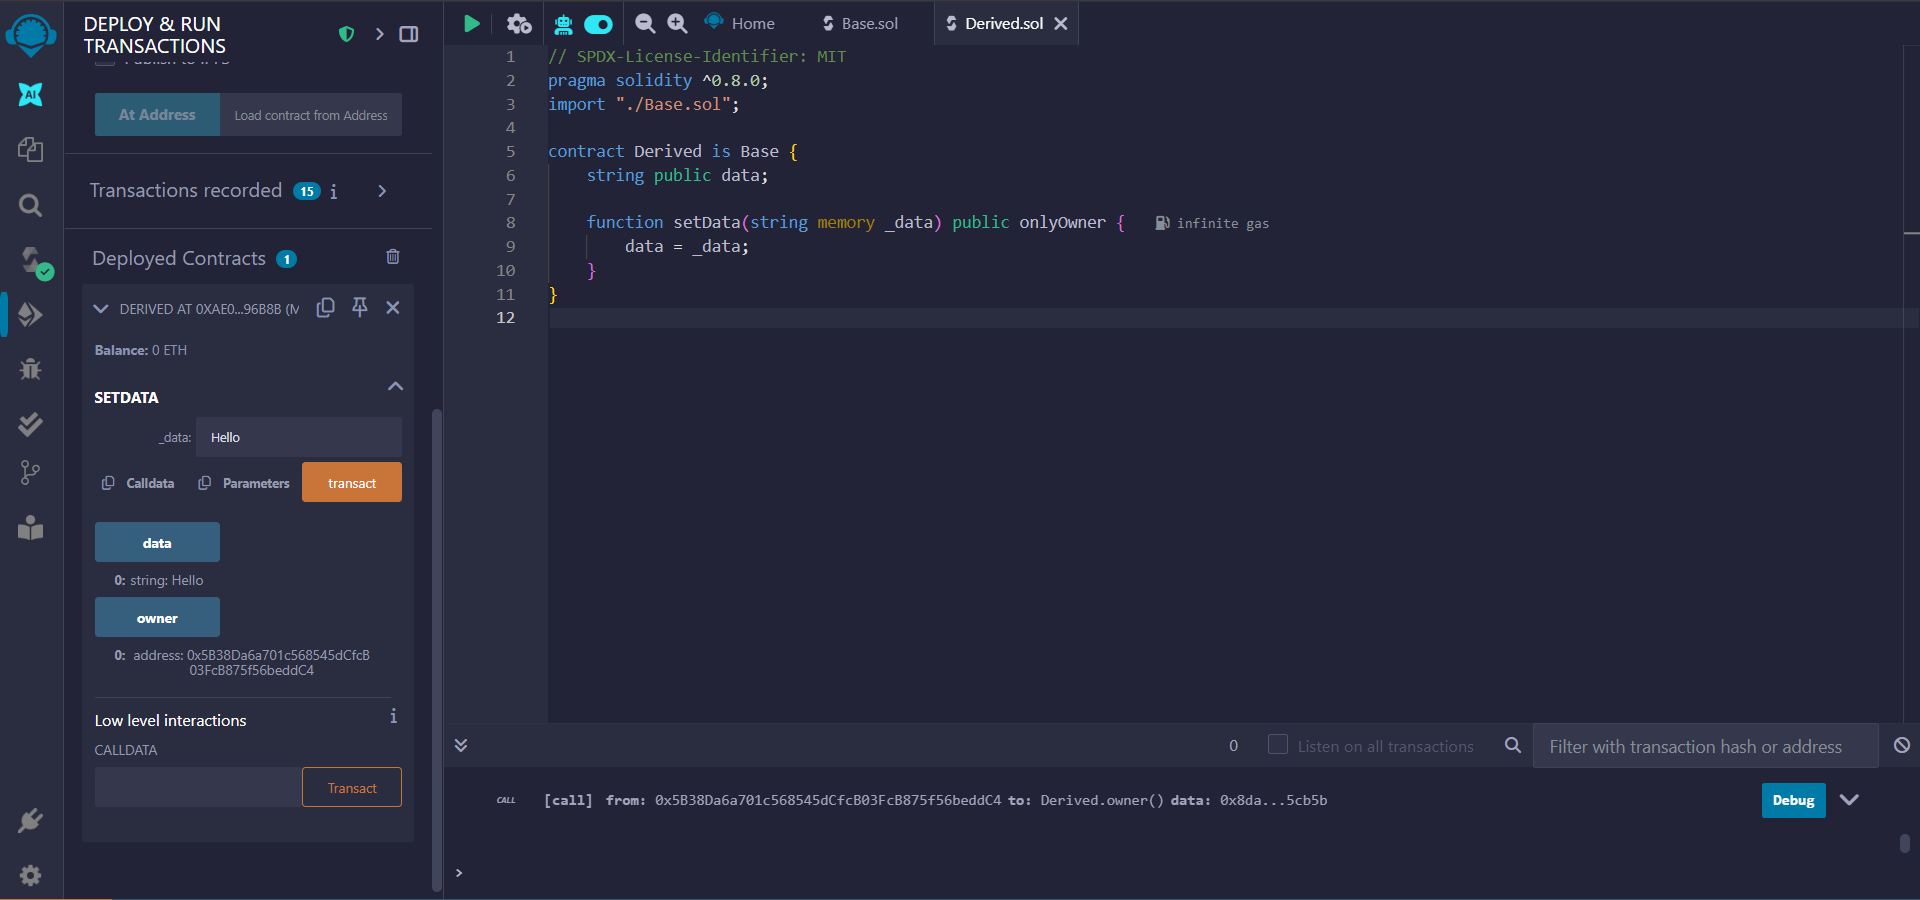 DEPLOY & RUN
TRANSACTIONS
AI
At Address
Load contract from Address
Transactions recorded 15 i
Deployed Contracts 1
DERIVED AT 0XAE0...96B8B (M
Balance: 0 ETH
SETDATA
_data:
Hello
Calldata
Parameters
transact
data
0: string: Hello
owner
0: address: 0x5B38Da6a701c568545dCfcB
03FcB875f56beddC4
Low level interactions
i
CALLDATA
Transact
Home
Base.sol
Derived.sol
1 // SPDX-License-Identifier: MIT
2 pragma solidity ^0.8.0;
3 import "./Base.sol";
4
5 contract Derived is Base {
6 string public data;
7
8 function setData(string memory _data) public onlyOwner { infinite gas
9 data = _data;
10 }
11 }
12
0
Listen on all transactions
Filter with transaction hash or address
CALL [call] from: 0x5B38Da6a701c568545dCfcB03FcB875f56beddC4 to: Derived.owner() data: 0x8da...5cb5b
Debug
>